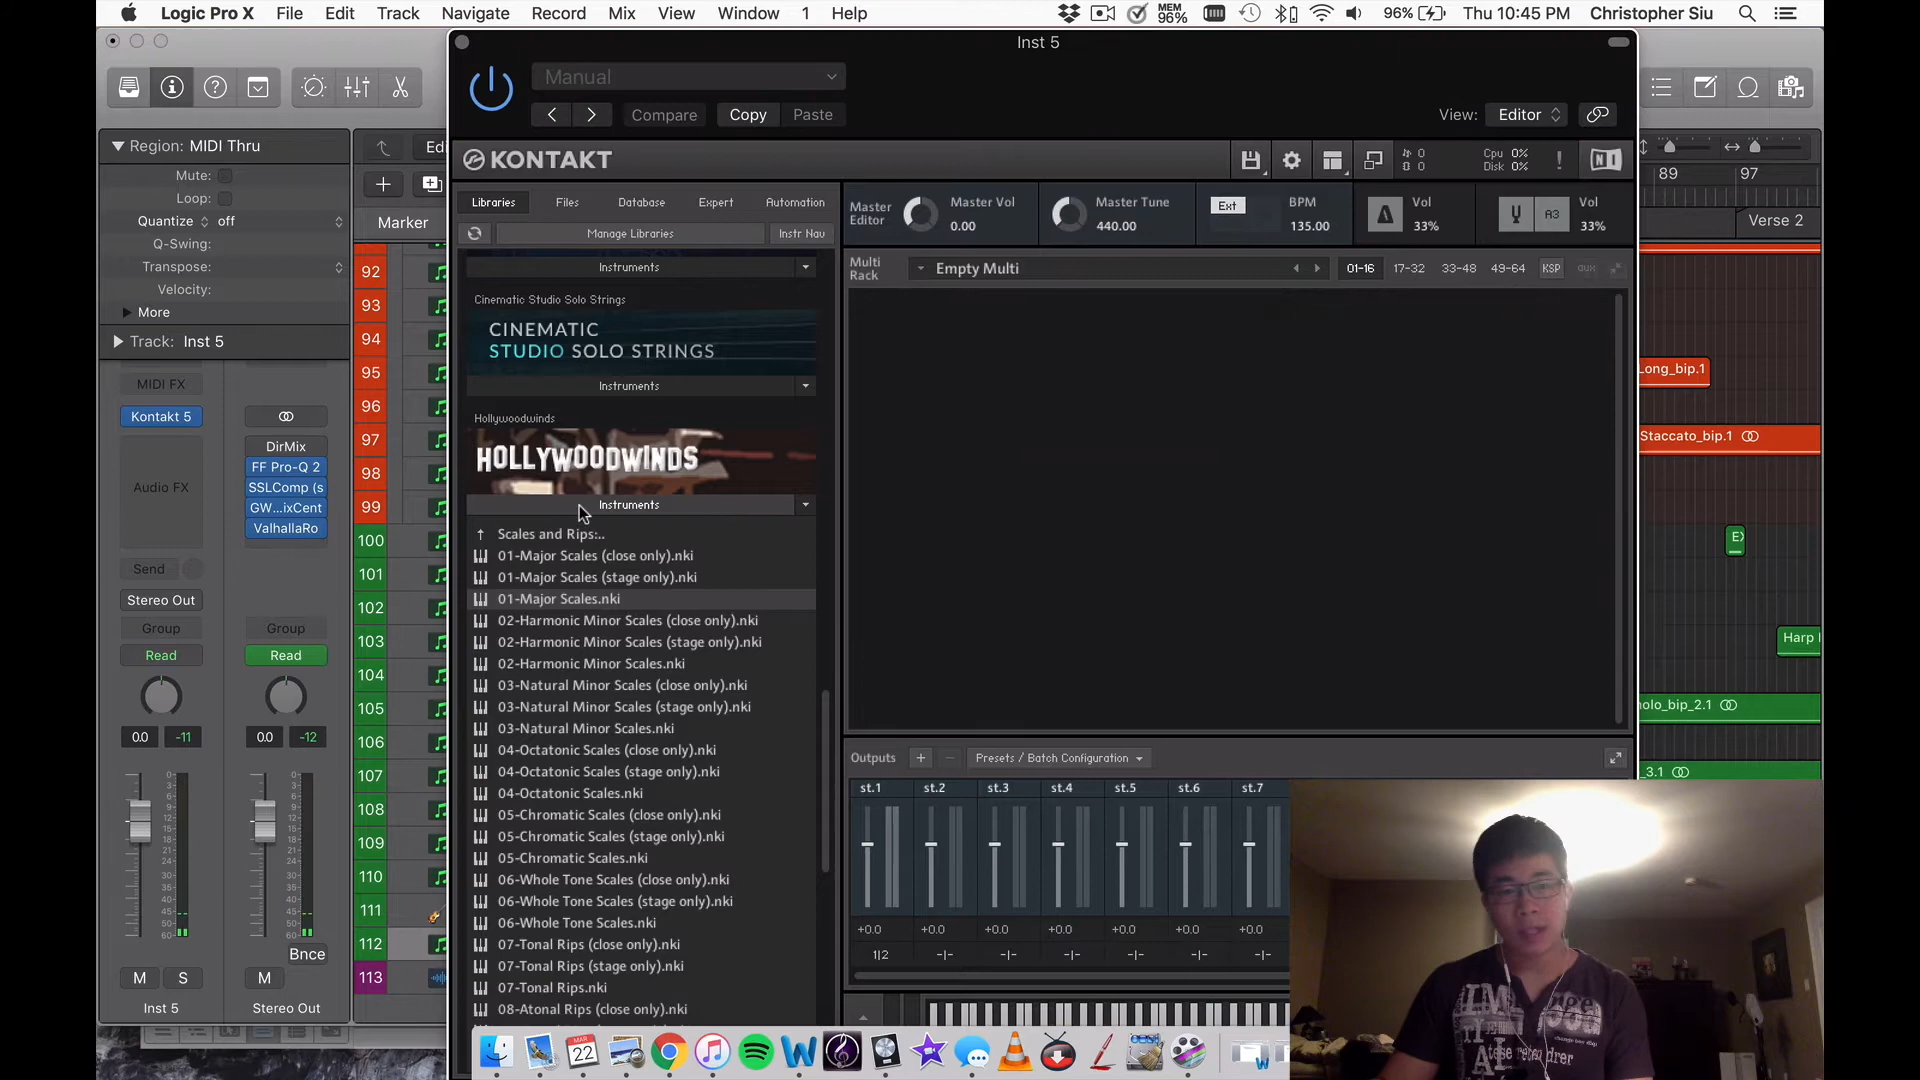 Logic Pro X File Edit Track Navigate Record Mix View Window 1 Help MEM 96% 96% Thu 10:45 PM Christopher Siu
Inst 5
Manual
Compare Copy Paste View: Editor
Region: MIDI Thru
Mute:
Loop:
Quantize off
Q-Swing:
Transpose:
Velocity:
More
Track: Inst 5
MIDI FX
Kontakt 5
Audio FX
Send
Stereo Out
Group
Read
0.0 -11
M S
Inst 5
DirMix
FF Pro-Q 2
SSLComp (s
GW...ixCent
ValhallaRo
Group
Read
0.0 -12
Bnce
M
Stereo Out
Marker
92
93
94
95
96
97
98
99
100
101
102
103
104
105
106
107
108
109
110
111
112
113
KONTAKT
Cpu 0%
Disk 0%
0
0
!
NI
Libraries Files Database Expert Automation
Manage Libraries Instr Nav
Instruments
Cinematic Studio Solo Strings
CINEMATIC
STUDIO SOLO STRINGS
Instruments
Hollywoodwinds
HOLLYWOODWINDS
Instruments
Scales and Rips:..
01-Major Scales (close only).nki
01-Major Scales (stage only).nki
01-Major Scales.nki
02-Harmonic Minor Scales (close only).nki
02-Harmonic Minor Scales (stage only).nki
02-Harmonic Minor Scales.nki
03-Natural Minor Scales (close only).nki
03-Natural Minor Scales (stage only).nki
03-Natural Minor Scales.nki
04-Octatonic Scales (close only).nki
04-Octatonic Scales (stage only).nki
04-Octatonic Scales.nki
05-Chromatic Scales (close only).nki
05-Chromatic Scales (stage only).nki
05-Chromatic Scales.nki
06-Whole Tone Scales (close only).nki
06-Whole Tone Scales (stage only).nki
06-Whole Tone Scales.nki
07-Tonal Rips (close only).nki
07-Tonal Rips (stage only).nki
07-Tonal Rips.nki
08-Atonal Rips (close only).nki
Master
Editor
Master Vol
0.00
Master Tune
440.00
Ext
BPM
135.00
Vol
33%
A3
Vol
33%
Multi
Rack
Empty Multi
01-16 17-32 33-48 49-64 KSP aux
Outputs + - Presets / Batch Configuration
st.1 st.2 st.3 st.4 st.5 st.6 st.7
+0.0 +0.0 +0.0 +0.0 +0.0 +0.0 +0.0
1|2 -|- -|- -|- -|- -|- -|-
89 97
Verse 2
Long_bip.1
Staccato_bip.1
Harp
olo_bip_2.1
_3.1
MAR
22